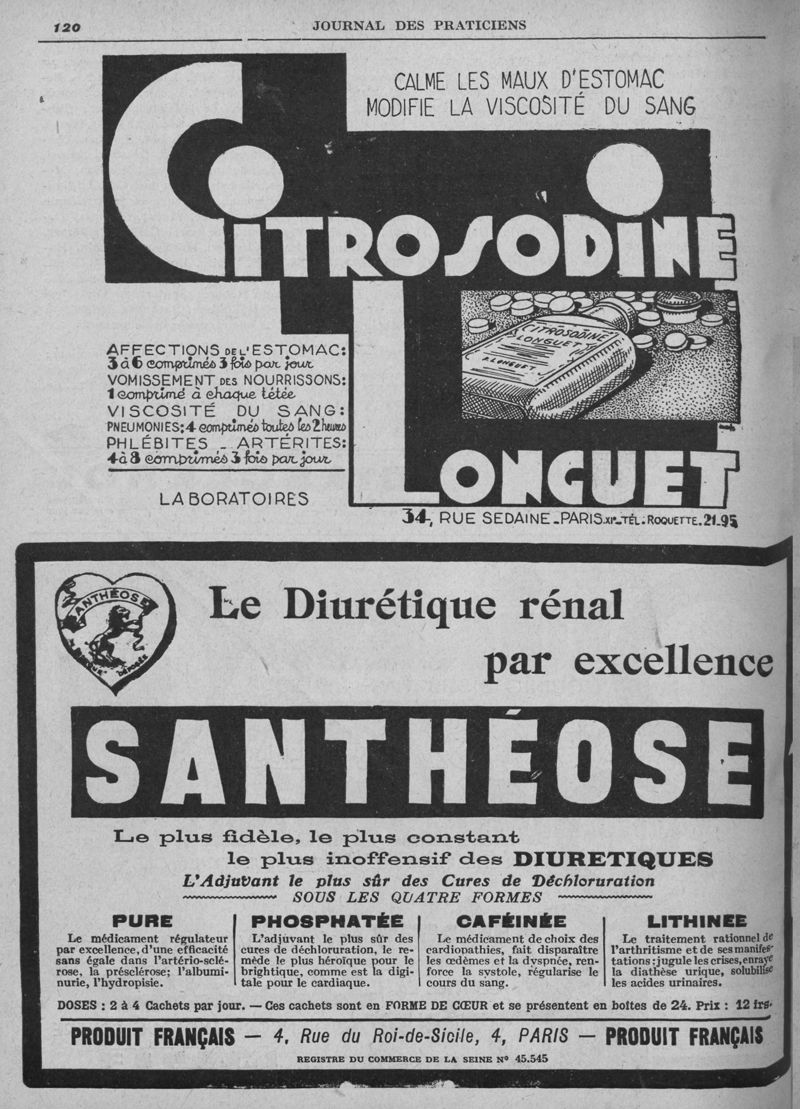 120
JOURNAL DES PRATICIENS
CALME LES MAUX D'ESTOMAC
MODIFIE LA VISCOSITÉ DU SANG
CITROSODINE
LONGUET
CITROSODINE
LONGUET
A. LONGUET
AFFECTIONS DE L'ESTOMAC:
3 à 6 comprimés 3 fois par jour
VOMISSEMENT DES NOURRISSONS:
1 comprimé à chaque tétée
VISCOSITÉ DU SANG:
PNEUMONIES; 4 comprimés toutes les 2 heures
PHLÉBITES - ARTÉRITES:
4 à 8 comprimés 3 fois par jour
LABORATOIRES
34, RUE SEDAINE - PARIS XIe - TÉL: ROQUETTE. 21-95
SANTHÉOSE
DÉPOSÉE
Le Diurétique rénal
par excellence
SANTHÉOSE
Le plus fidèle, le plus constant
le plus inoffensif des DIURETIQUES
L'Adjuvant le plus sûr des Cures de Déchloruration
SOUS LES QUATRE FORMES
PURE
Le médicament régulateur
par excellence, d'une efficacité
sans égale dans l'artério-sclé-
rose, la présclérose; l'albumi-
nurie, l'hydropisie.
PHOSPHATÉE
L'adjuvant le plus sûr des
cures de déchloruration, le re-
mède le plus héroïque pour le
brightique, comme est la digi-
tale pour le cardiaque.
CAFÉINÉE
Le médicament de choix des
cardiopathies, fait disparaître
les œdèmes et la dyspnée, ren-
force la systole, régularise le
cours du sang.
LITHINEE
Le traitement rationnel de
l'arthritisme et de ses manifes-
tations: jugule les crises, enraye
la diathèse urique, solubilise
les acides urinaires.
DOSES : 2 à 4 Cachets par jour. — Ces cachets sont en FORME DE CŒUR et se présentent en boîtes de 24. Prix : 12 frs.
PRODUIT FRANÇAIS — 4, Rue du Roi-de-Sicile, 4, PARIS — PRODUIT FRANÇAIS
REGISTRE DU COMMERCE DE LA SEINE Nº 45.545